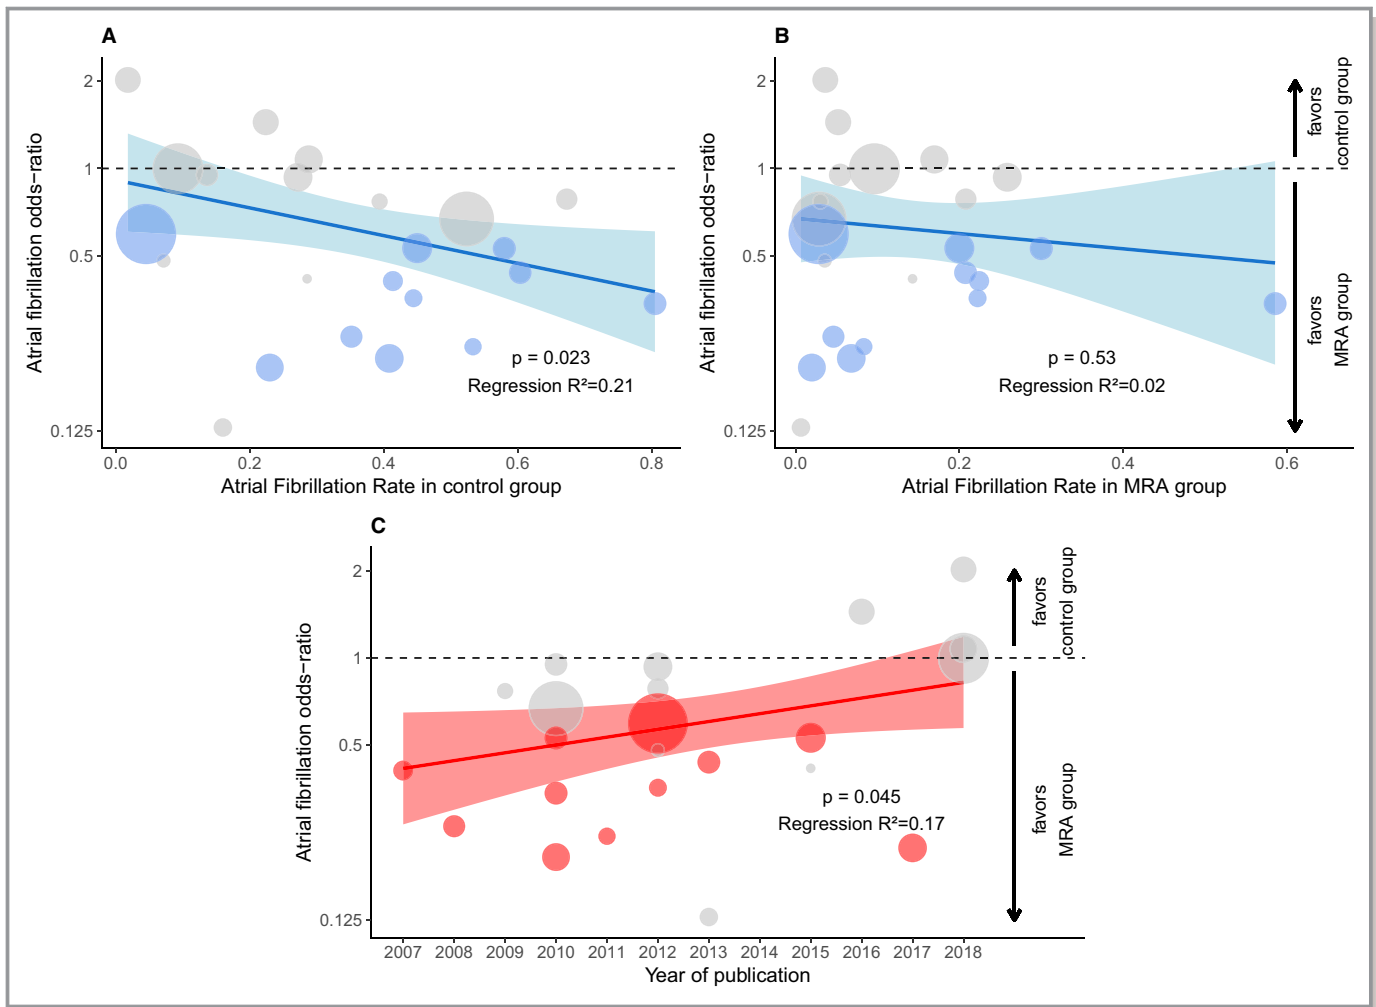 A
Atrial fibrillation odds−ratio
2
1
0.5
0.125
p = 0.023
Regression R²=0.21
0.0 0.2 0.4 0.6 0.8
Atrial Fibrillation Rate in control group
B
Atrial fibrillation odds−ratio
2
1
0.5
0.125
p = 0.53
Regression R²=0.02
0.0 0.2 0.4 0.6
Atrial Fibrillation Rate in MRA group
favors
control group
favors
MRA group
C
Atrial fibrillation odds−ratio
2
1
0.5
0.125
p = 0.045
Regression R²=0.17
2007 2008 2009 2010 2011 2012 2013 2014 2015 2016 2017 2018
Year of publication
favors
control group
favors
MRA group